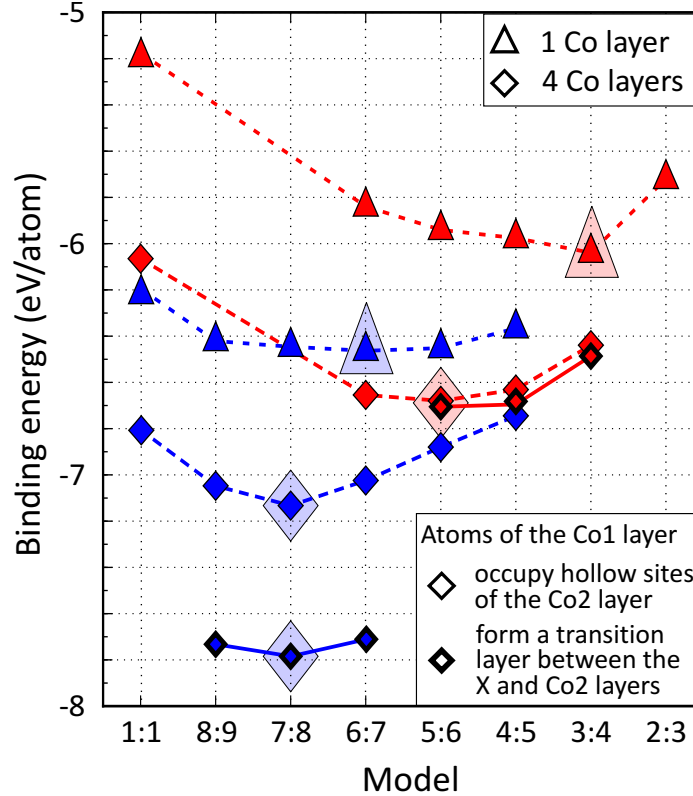 -5
1 Co layer
4 Co layers
-6
-7
-8
Binding energy (eV/atom)
Atoms of the Co1 layer
occupy hollow sites
of the Co2 layer
form a transition
layer between the
X and Co2 layers
1:1 8:9 7:8 6:7 5:6 4:5 3:4 2:3
Model